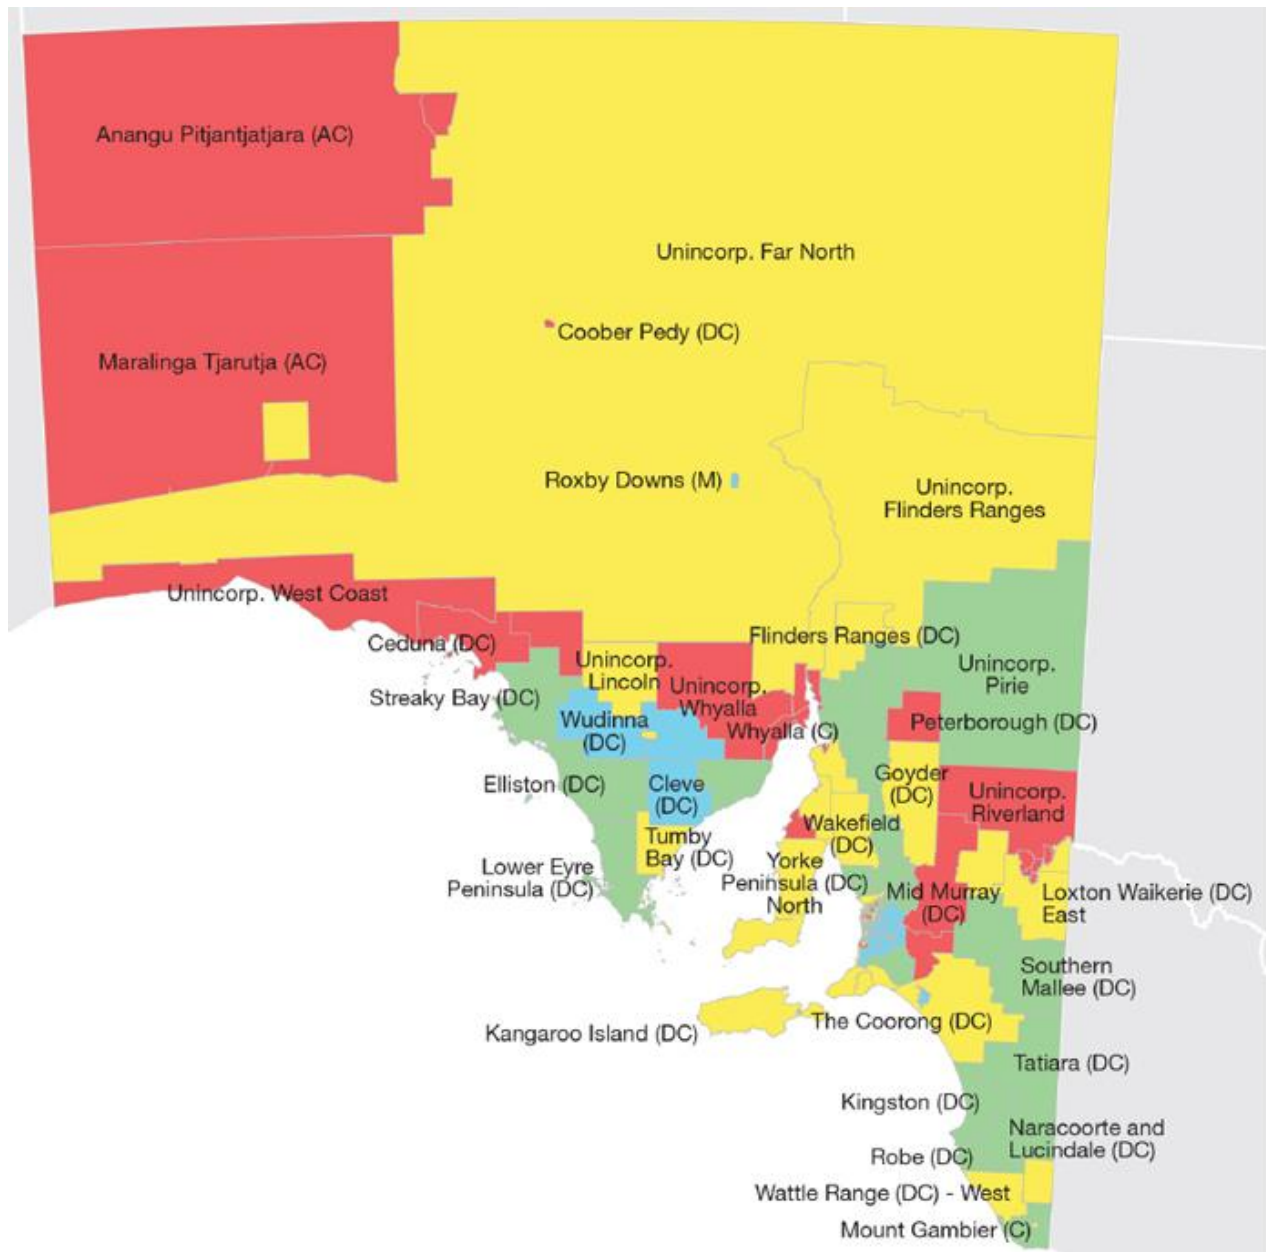 Anangu Pitjantjatjara (AC)
Unincorp. Far North
Coober Pedy (DC)
Maralinga Tjarutja (AC)
Roxby Downs (M)
Unincorp.
Flinders Ranges
Unincorp. West Coast
Ceduna (DC)
Flinders Ranges (DC)
Unincorp.
Lincoln
Unincorp.
Pirie
Unincorp.
Whyalla
Streaky Bay (DC)
Wudinna
(DC)
Whyalla (C)
Peterborough (DC)
Elliston (DC)
Cleve
(DC)
Goyder
(DC)
Unincorp.
Riverland
Wakefield
(DC)
Tumby
Bay (DC)
Lower Eyre
Peninsula (DC)
Yorke
Peninsula (DC)
North
Mid Murray
(DC)
Loxton Waikerie (DC)
East
Southern
Mallee (DC)
Kangaroo Island (DC)
The Coorong (DC)
Tatiara (DC)
Kingston (DC)
Naracoorte and
Lucindale (DC)
Robe (DC)
Wattle Range (DC) - West
Mount Gambier (C)